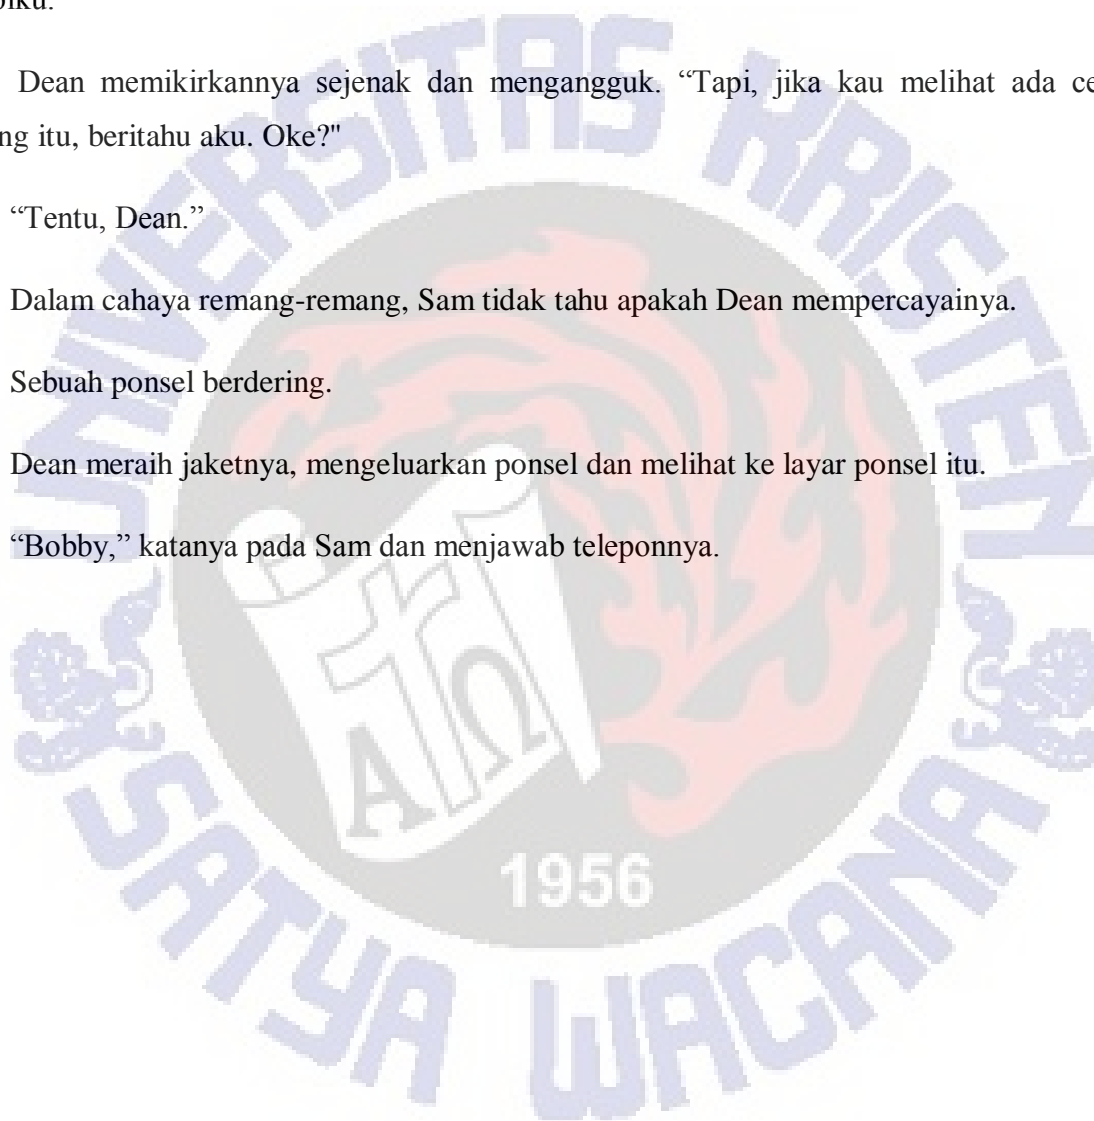 Dean memikirkannya sejenak dan mengangguk. “Tapi, jika kau melihat ada
itu, beritahu aku. Oke?"
“Tentu, Dean.”
Dalam cahaya remang-remang, Sam tidak tahu apakah Dean mempercayainya.
Sebuah ponsel berdering.
Dean meraih jaketnya, mengeluarkan ponsel dan melihat ke layar ponsel itu.
“Bobby,” katanya pada Sam dan menjawab teleponnya.
UNIVERSITAS KRISTEN
SATYA WACANA
Α Ω
1956